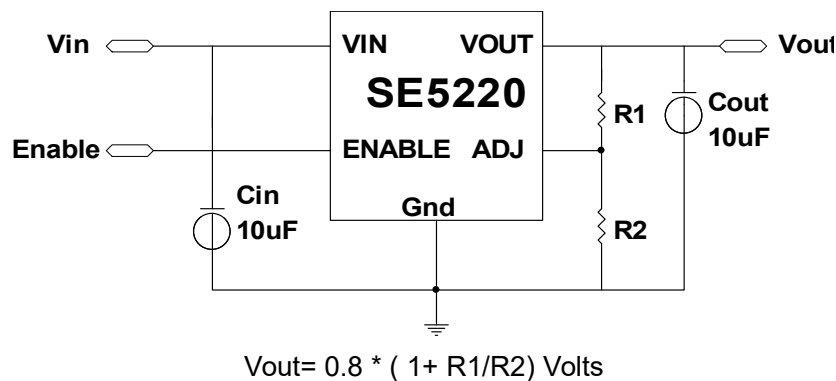 Vin
VIN
VOUT
Vout
SE5220
R1
Cout
10uF
Enable
ENABLE
ADJ
Cin
10uF
Gnd
R2
Vout= 0.8 * ( 1+ R1/R2) Volts